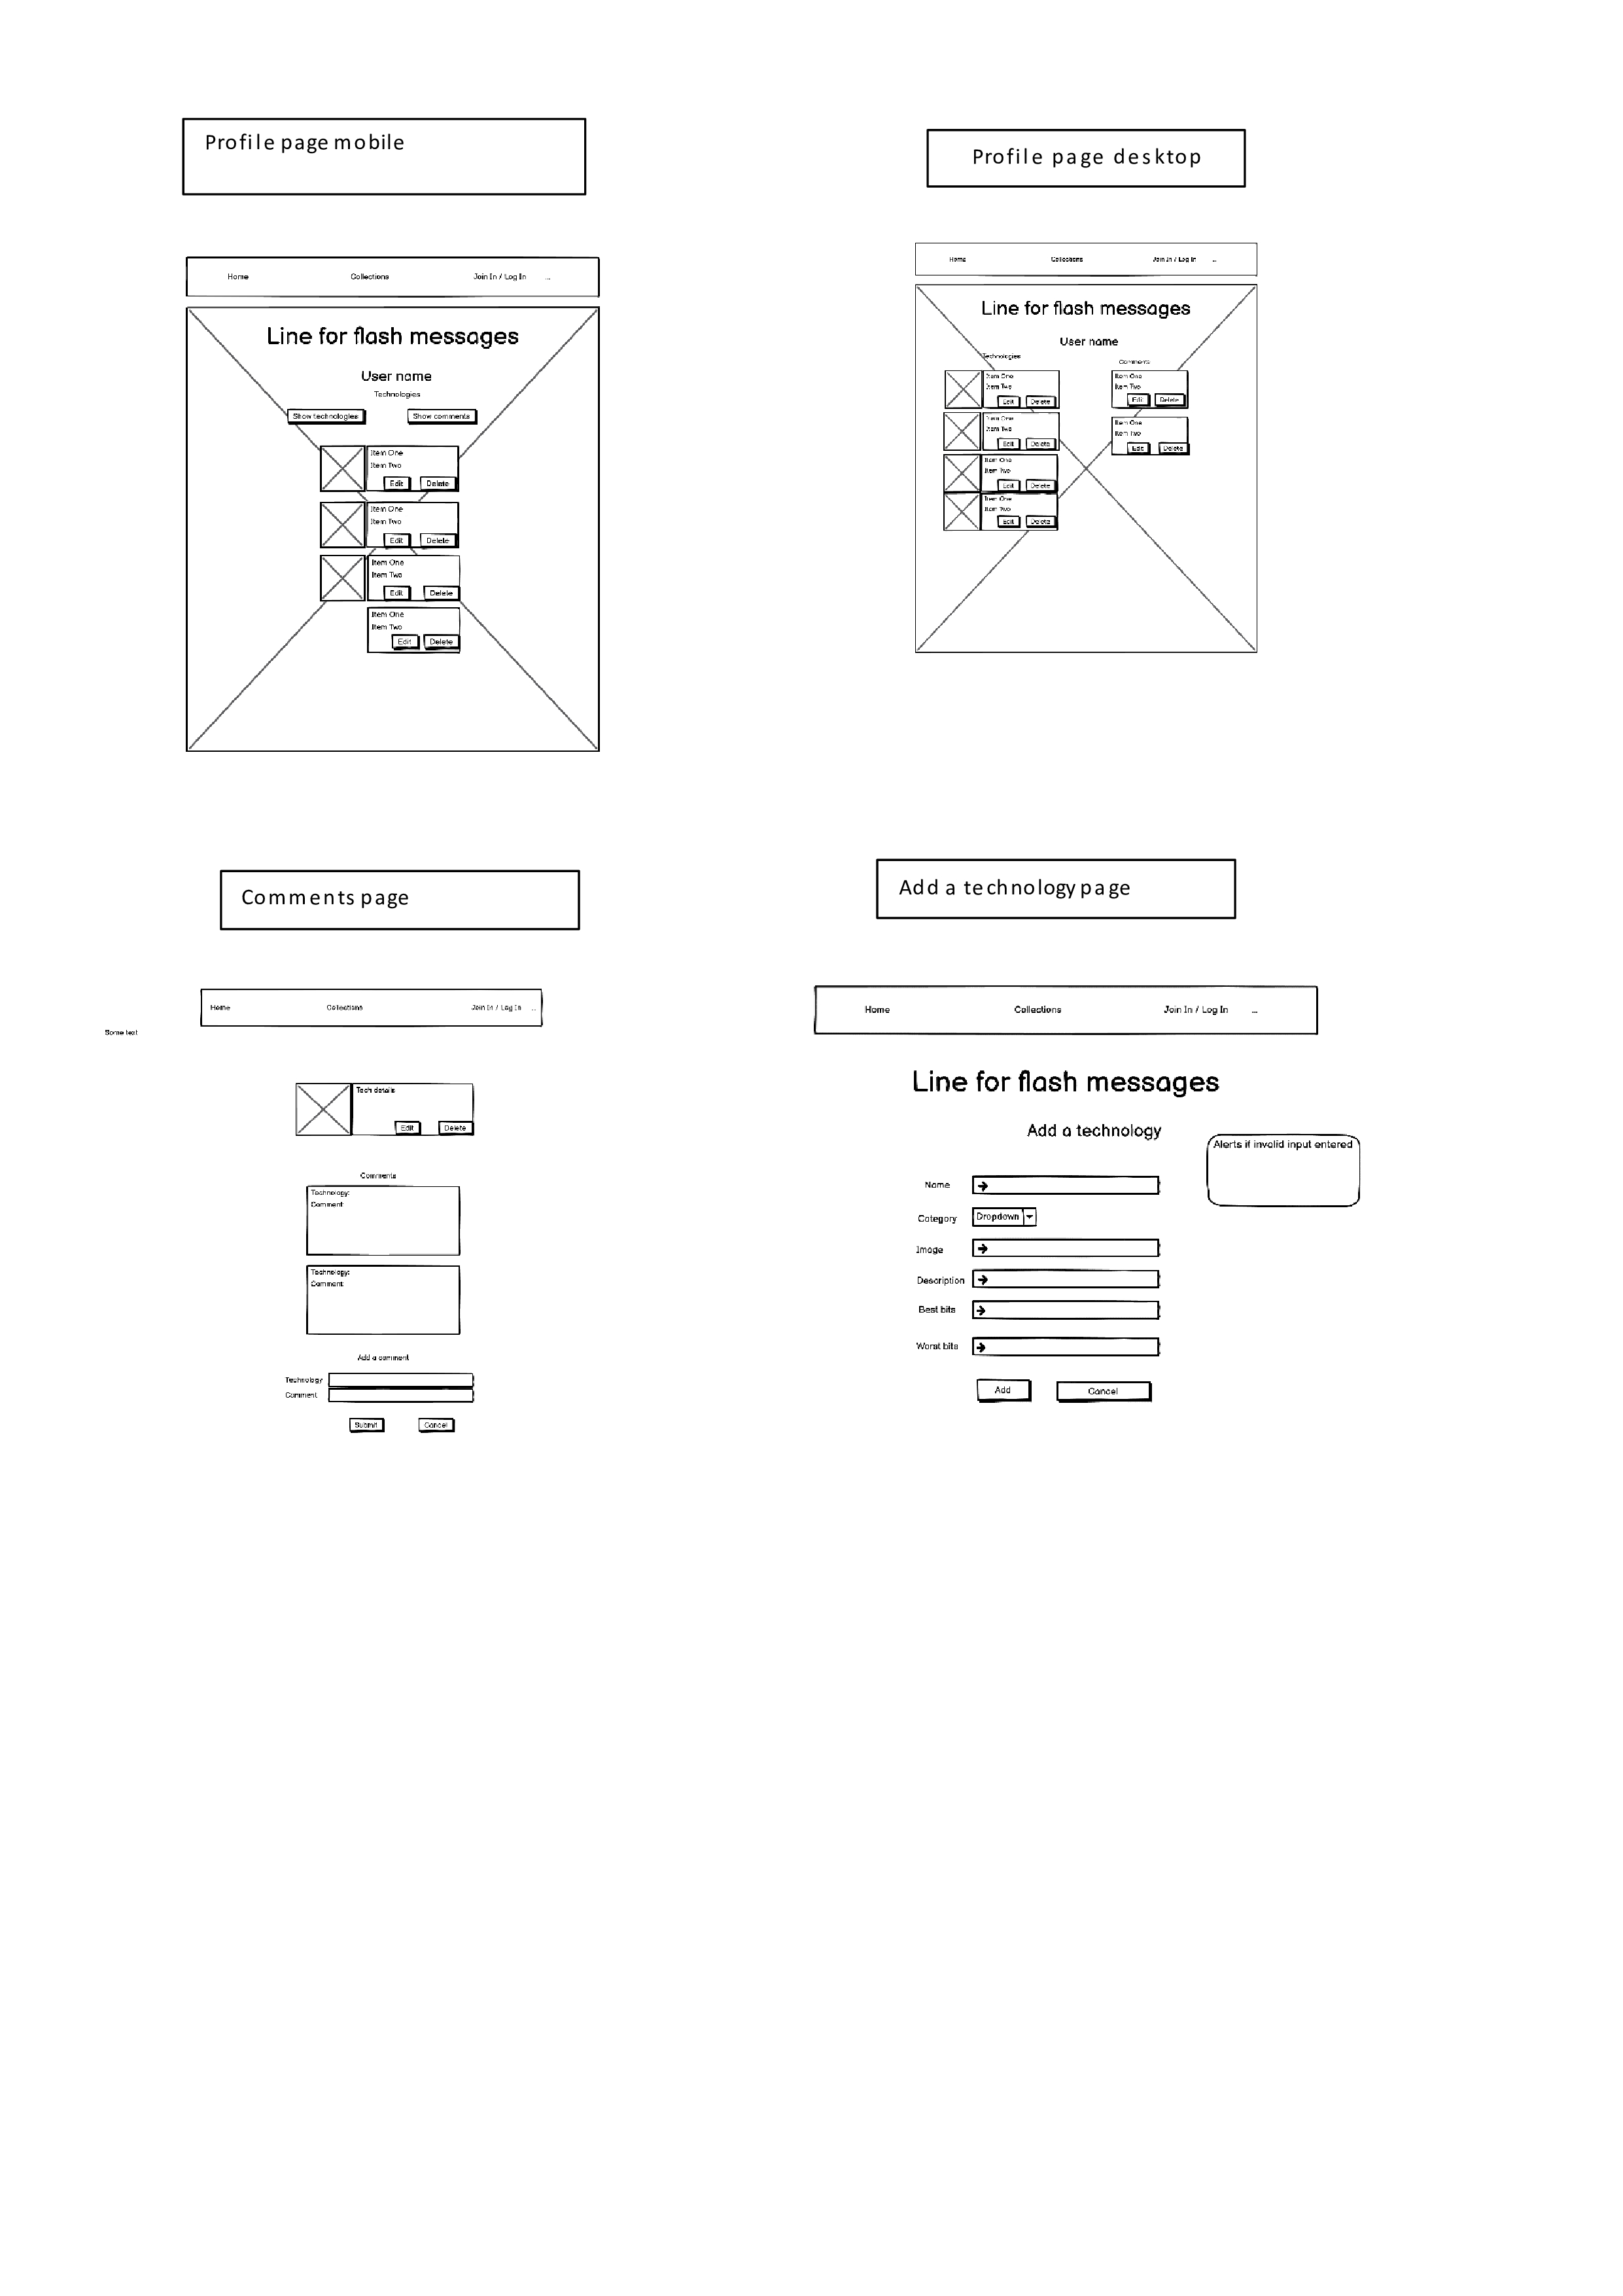 Profile page mobile
Home Collections Join In / Log In ...
Line for flash messages
User name
Technologies
Show technologies Show comments
Item One
Item Two
Edit Delete
Item One
Item Two
Edit Delete
Item One
Item Two
Edit Delete
Item One
Item Two
Edit Delete
Profile page desktop
Home Collections Join In / Log In ...
Line for flash messages
User name
Technologies
Item One
Item Two
Edit Delete
Item One
Item Two
Edit Delete
Item One
Item Two
Edit Delete
Item One
Item Two
Edit Delete
Comments
Item One
Item Two
Edit Delete
Item One
Item Two
Edit Delete
Comments page
Home Collections Join In / Log In ...
Some text
Tech details
Edit Delete
Comments
Technology:
Comment:
Technology:
Comment:
Add a comment
Technology
Comment
Submit Cancel
Add a technology page
Home Collections Join In / Log In ...
Line for flash messages
Add a technology
Alerts if invalid input entered
Name
Category Dropdown
Image
Description
Best bits
Worst bits
Add Cancel